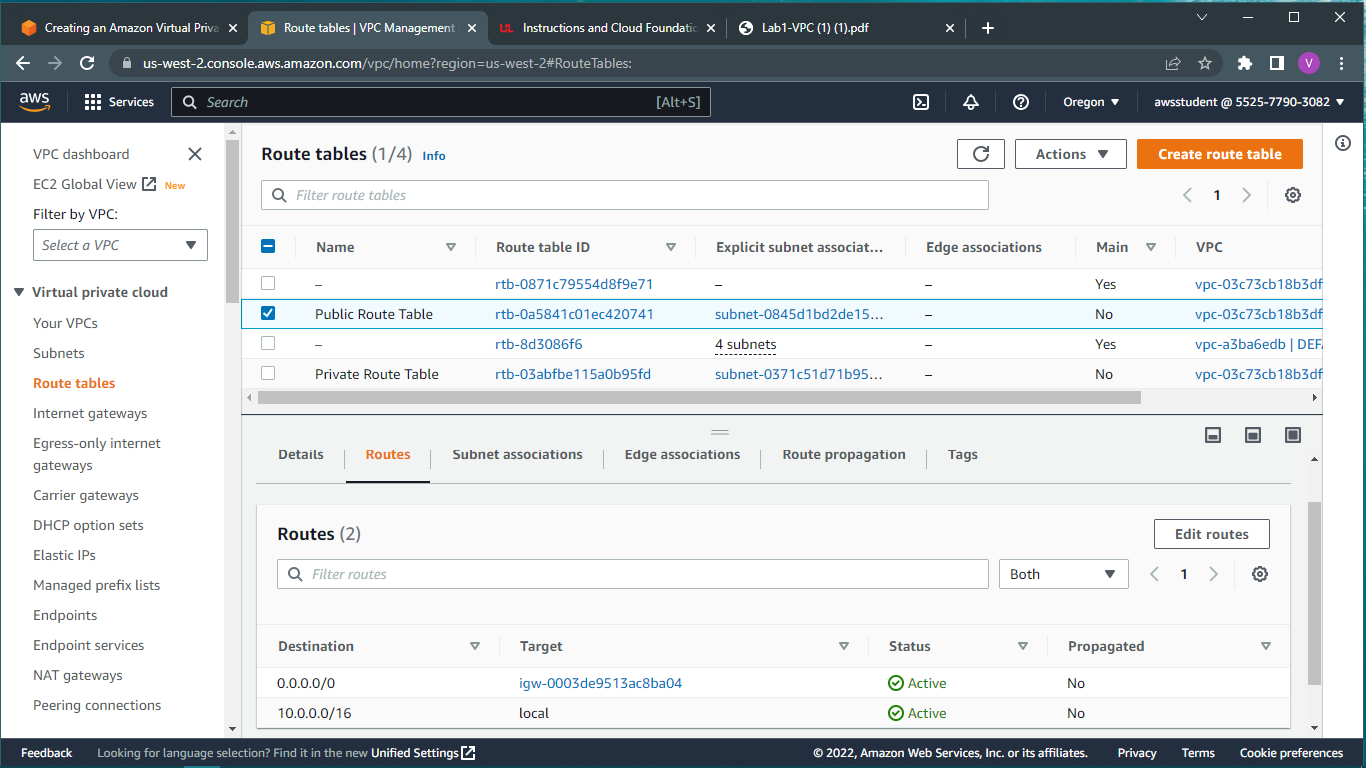 Creating an Amazon Virtual Priva
Route tables | VPC Management
UL Instructions and Cloud Foundatio
Lab1-VPC (1) (1).pdf
us-west-2.console.aws.amazon.com/vpc/home?region=us-west-2#RouteTables:
V
aws Services Search [Alt+S] Oregon awsstudent @ 5525-7790-3082
VPC dashboard
EC2 Global View New
Filter by VPC:
Select a VPC
Virtual private cloud
Your VPCs
Subnets
Route tables
Internet gateways
Egress-only internet
gateways
Carrier gateways
DHCP option sets
Elastic IPs
Managed prefix lists
Endpoints
Endpoint services
NAT gateways
Peering connections
Route tables (1/4) Info Actions Create route table
Filter route tables 1
Name Route table ID Explicit subnet associat... Edge associations Main VPC
– rtb-0871c79554d8f9e71 – – Yes vpc-03c73cb18b3df
Public Route Table rtb-0a5841c01ec420741 subnet-0845d1bd2de15... – No vpc-03c73cb18b3df
– rtb-8d3086f6 4 subnets – Yes vpc-a3ba6edb | DEFA
Private Route Table rtb-03abfbe115a0b95fd subnet-0371c51d71b95... – No vpc-03c73cb18b3df
Details Routes Subnet associations Edge associations Route propagation Tags
Routes (2) Edit routes
Filter routes Both 1
Destination Target Status Propagated
0.0.0.0/0 igw-0003de9513ac8ba04 Active No
10.0.0.0/16 local Active No
Feedback Looking for language selection? Find it in the new Unified Settings © 2022, Amazon Web Services, Inc. or its affiliates. Privacy Terms Cookie preferences